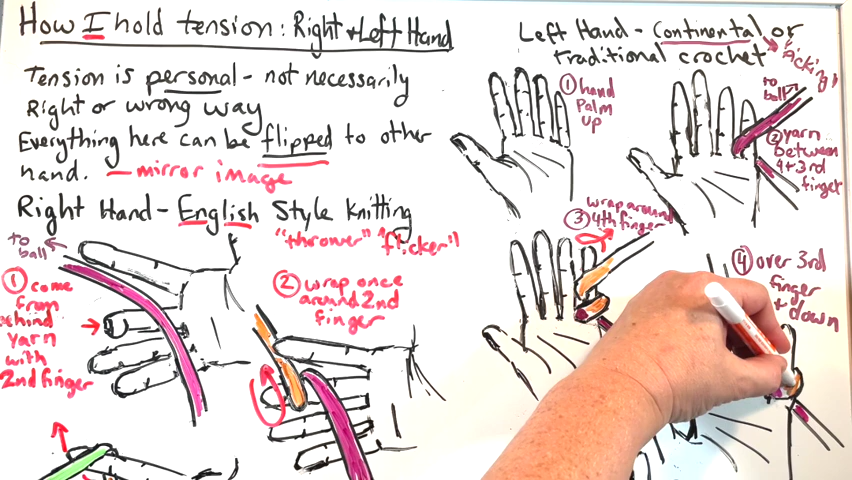 How I hold tension: Right + Left Hand
Tension is personal - not necessarily
Right or wrong way
Everything here can be flipped to other
hand. - mirror image
Right Hand - English Style Knitting
"thrower" "flicker"
to
ball
① come
from
behind
yarn
with
2nd finger
② wrap once
around 2nd
finger
Left Hand - Continental or
traditional crochet
"Picking"
① hand
Palm
up
to
ball
② yarn
between
4 + 3rd
finger
③ wrap around
4th finger
④ over 3rd
finger
+ down